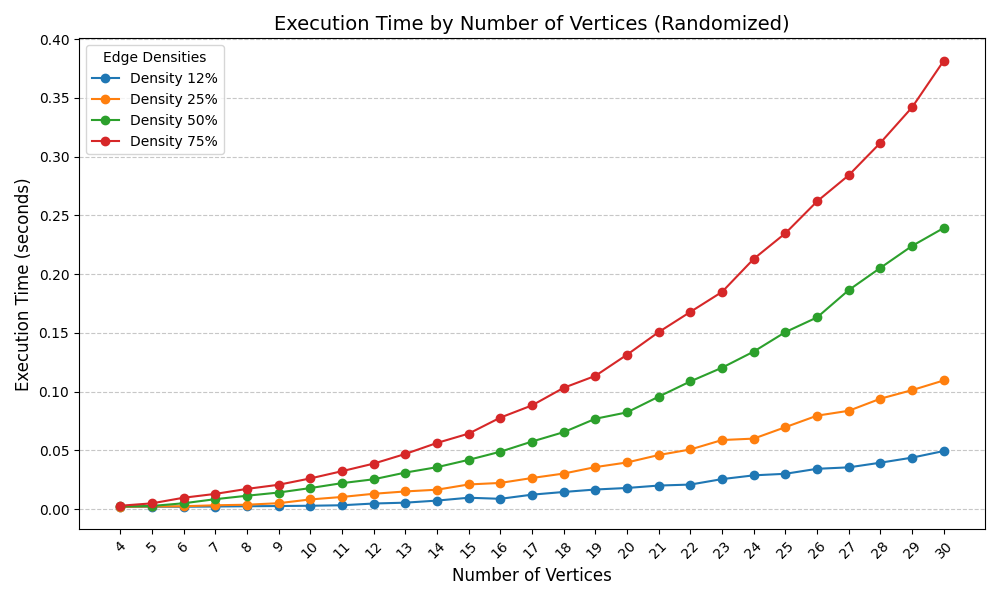 Execution Time by Number of Vertices (Randomized)
Edge Densities
Density 12%
Density 25%
Density 50%
Density 75%
Execution Time (seconds)
0.40
0.35
0.30
0.25
0.20
0.15
0.10
0.05
0.00
4 5 6 7 8 9 10 11 12 13 14 15 16 17 18 19 20 21 22 23 24 25 26 27 28 29 30
Number of Vertices